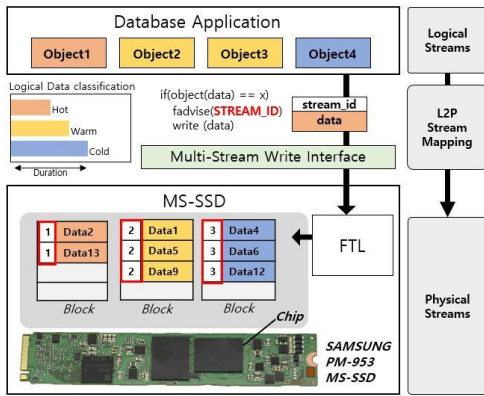 Database Application
Object1 Object2 Object3 Object4
Logical Streams
Logical Data classification
Hot
Warm
Cold
Duration
if(object(data) == x)
fadvise(STREAM_ID)
write (data)
stream_id
data
L2P Stream Mapping
Multi-Stream Write Interface
MS-SSD
1 Data2
1 Data13
Block
2 Data1
2 Data5
2 Data9
Block
3 Data4
3 Data6
3 Data12
Block
FTL
Chip
SAMSUNG
PM-953
MS-SSD
Physical Streams